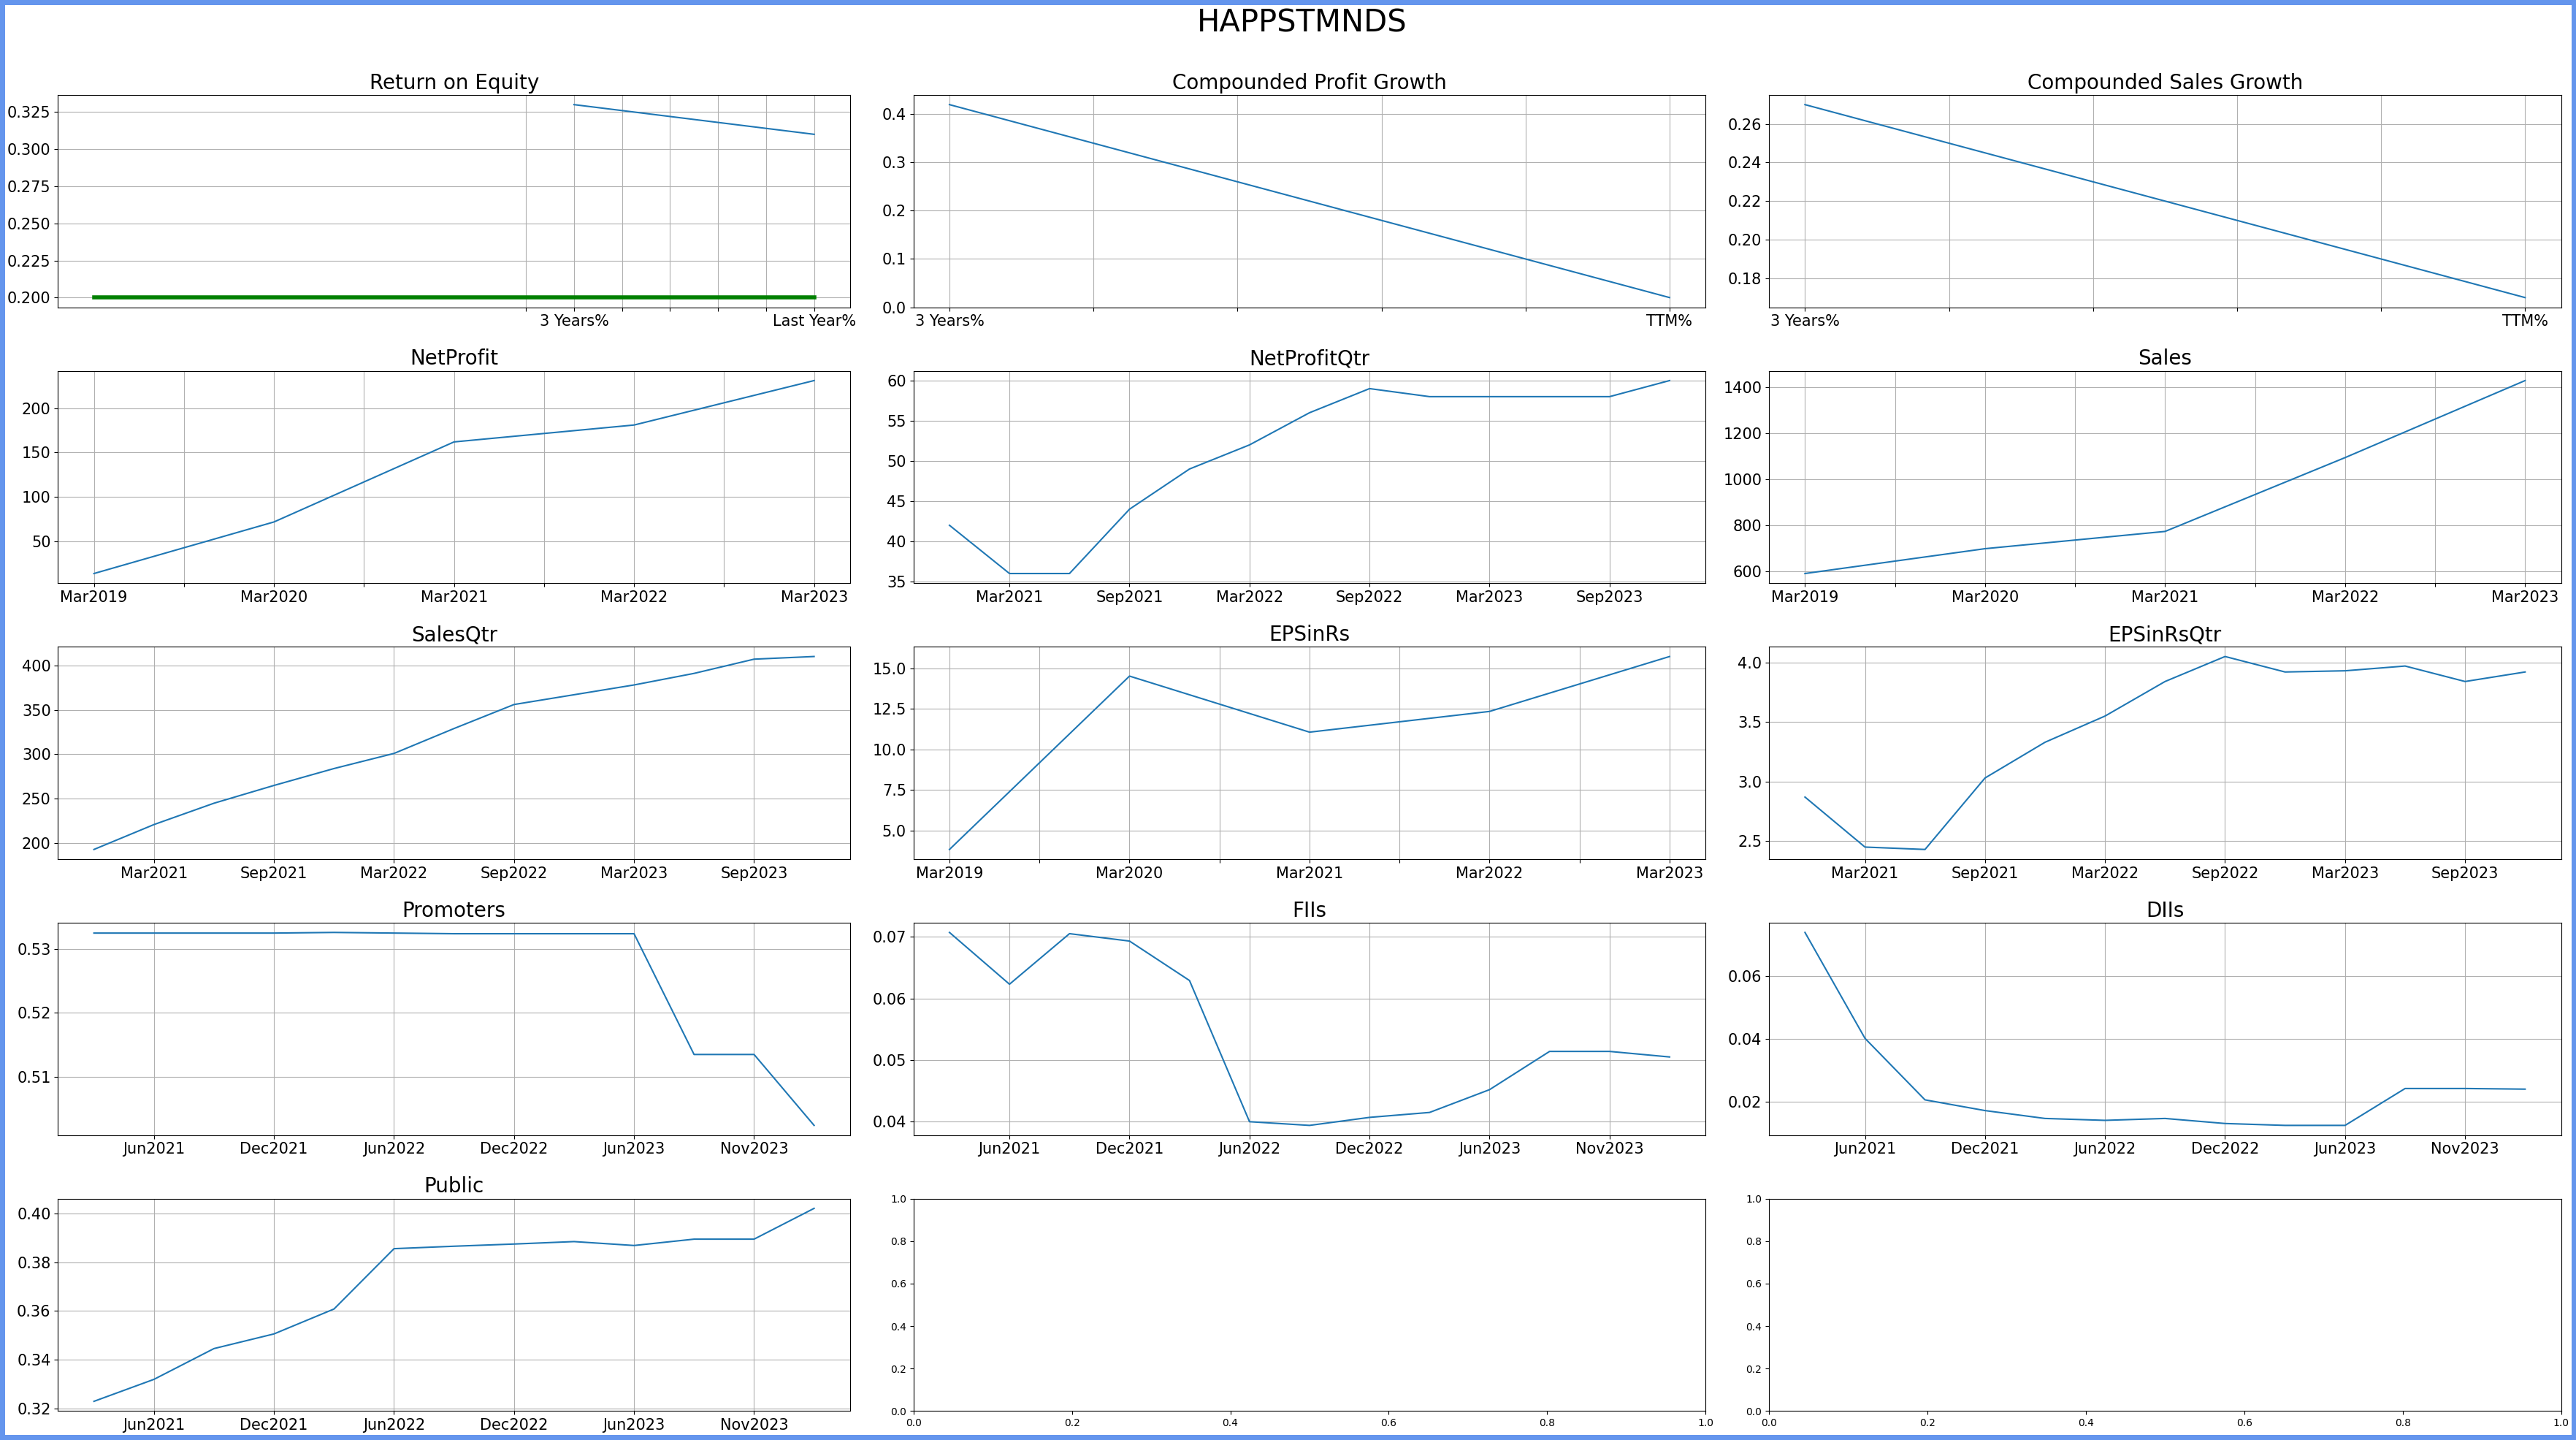 HAPPSTMNDS
Return on Equity
0.325
0.300
0.275
0.250
0.225
0.200
3 Years% Last Year%
Compounded Profit Growth
0.4
0.3
0.2
0.1
0.0
3 Years% TTM%
Compounded Sales Growth
0.26
0.24
0.22
0.20
0.18
3 Years% TTM%
NetProfit
200
150
100
50
Mar2019 Mar2020 Mar2021 Mar2022 Mar2023
NetProfitQtr
60
55
50
45
40
35
Mar2021 Sep2021 Mar2022 Sep2022 Mar2023 Sep2023
Sales
1400
1200
1000
800
600
Mar2019 Mar2020 Mar2021 Mar2022 Mar2023
SalesQtr
400
350
300
250
200
Mar2021 Sep2021 Mar2022 Sep2022 Mar2023 Sep2023
EPSinRs
15.0
12.5
10.0
7.5
5.0
Mar2019 Mar2020 Mar2021 Mar2022 Mar2023
EPSinRsQtr
4.0
3.5
3.0
2.5
Mar2021 Sep2021 Mar2022 Sep2022 Mar2023 Sep2023
Promoters
0.53
0.52
0.51
Jun2021 Dec2021 Jun2022 Dec2022 Jun2023 Nov2023
FIIs
0.07
0.06
0.05
0.04
Jun2021 Dec2021 Jun2022 Dec2022 Jun2023 Nov2023
DIIs
0.06
0.04
0.02
Jun2021 Dec2021 Jun2022 Dec2022 Jun2023 Nov2023
Public
0.40
0.38
0.36
0.34
0.32
Jun2021 Dec2021 Jun2022 Dec2022 Jun2023 Nov2023
1.0
0.8
0.6
0.4
0.2
0.0
0.0 0.2 0.4 0.6 0.8 1.0
1.0
0.8
0.6
0.4
0.2
0.0
0.0 0.2 0.4 0.6 0.8 1.0